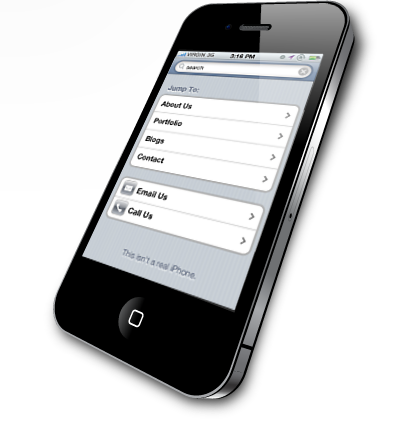 VIRGIN 3G 3:16 PM
search
Jump To:
About Us
Portfolio
Blogs
Contact
Email Us
Call Us
This isn't a real iPhone.